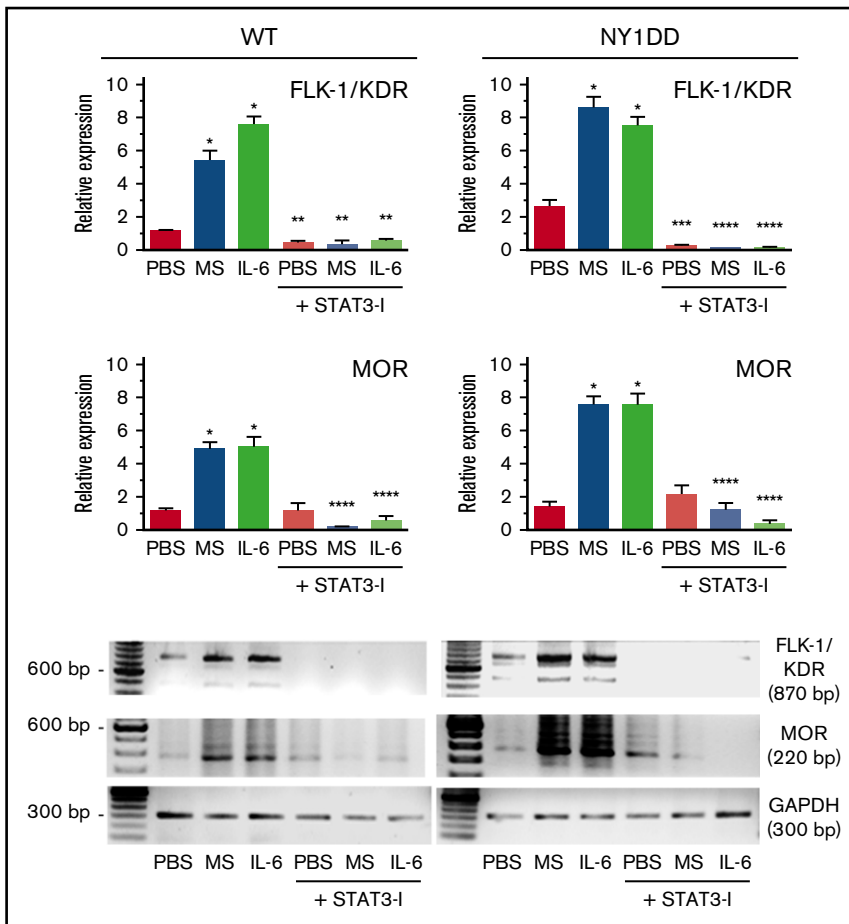 WT
NY1DD
FLK-1/KDR
Relative expression
10
8
6
4
2
0
*
*
**
**
**
PBS MS IL-6 PBS MS IL-6
+ STAT3-I
FLK-1/KDR
Relative expression
10
8
6
4
2
0
*
*
***
****
****
PBS MS IL-6 PBS MS IL-6
+ STAT3-I
MOR
Relative expression
10
8
6
4
2
0
*
*
****
****
PBS MS IL-6 PBS MS IL-6
+ STAT3-I
MOR
Relative expression
10
8
6
4
2
0
*
*
****
****
PBS MS IL-6 PBS MS IL-6
+ STAT3-I
600 bp -
FLK-1/
KDR
(870 bp)
600 bp -
MOR
(220 bp)
300 bp -
GAPDH
(300 bp)
PBS MS IL-6 PBS MS IL-6
+ STAT3-I
PBS MS IL-6 PBS MS IL-6
+ STAT3-I